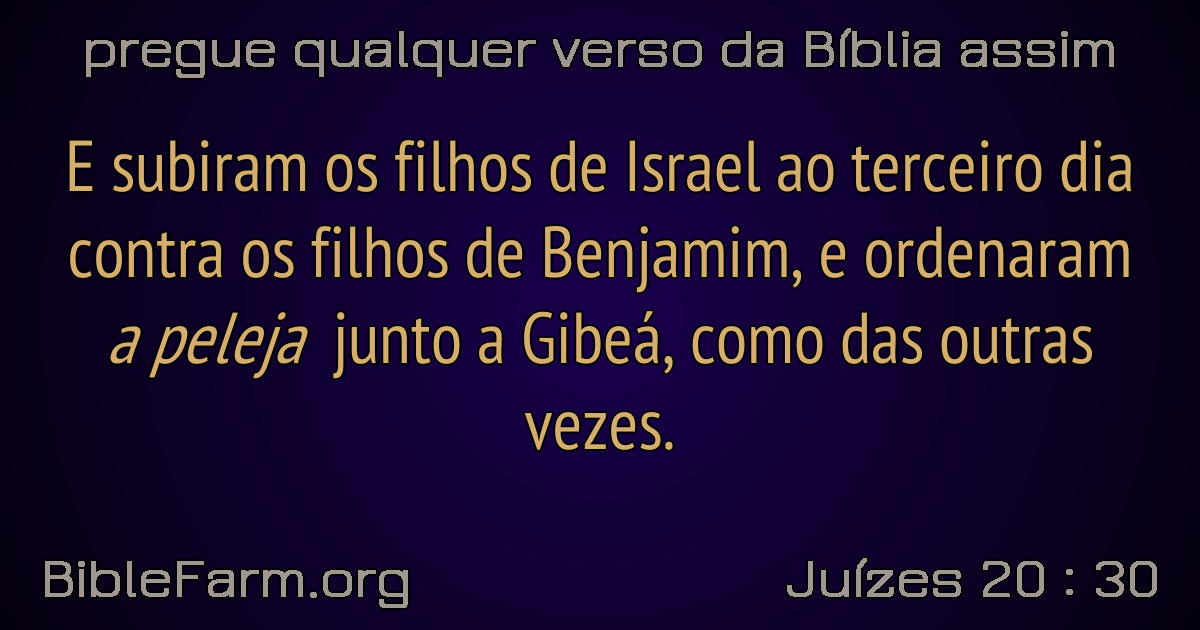 pregue qualquer verso da Bíblia assim
E subiram os filhos de Israel ao terceiro dia
contra os filhos de Benjamim, e ordenaram
a peleja junto a Gibeá, como das outras
vezes.
BibleFarm.org
Juízes 20 : 30